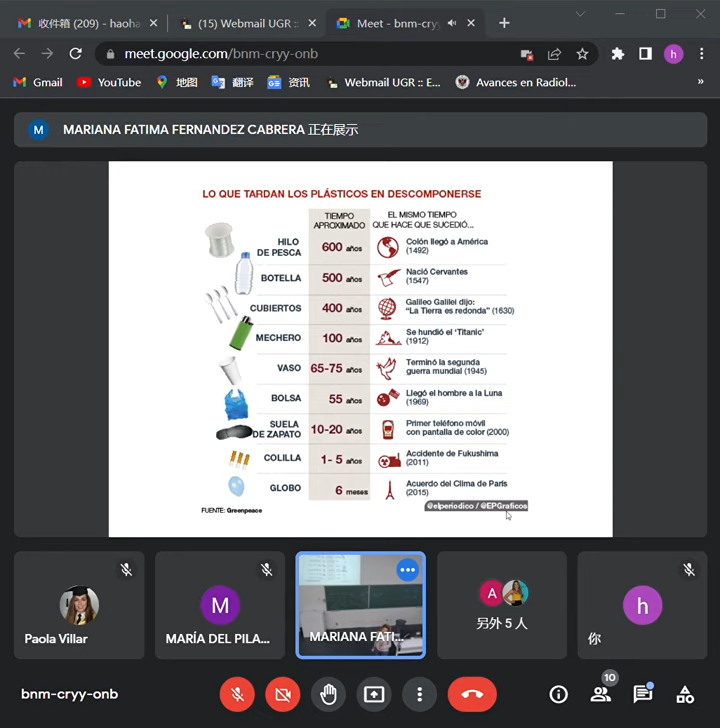 收件箱 (209) - haoha
(15) Webmail UGR ::
Meet - bnm-cry
meet.google.com/bnm-cryy-onb
h
Gmail
YouTube
地图
翻译
资讯
Webmail UGR :: E...
Avances en Radiol...
»
M MARIANA FATIMA FERNANDEZ CABRERA 正在展示
LO QUE TARDAN LOS PLÁSTICOS EN DESCOMPONERSE
TIEMPO
APROXIMADO
EL MISMO TIEMPO
QUE HACE QUE SUCEDIÓ...
HILO
DE PESCA
600 años
Colón llegó a América
(1492)
BOTELLA
500 años
Nació Cervantes
(1547)
CUBIERTOS
400 años
Galileo Galilei dijo:
“La Tierra es redonda” (1630)
MECHERO
100 años
Se hundió el ‘Titanic’
(1912)
VASO
65-75 años
Terminó la segunda
guerra mundial (1945)
BOLSA
55 años
Llegó el hombre a la Luna
(1969)
SUELA
DE ZAPATO
10-20 años
Primer teléfono móvil
con pantalla de color (2000)
COLILLA
1- 5 años
Accidente de Fukushima
(2011)
GLOBO
6 meses
Acuerdo del Clima de París
(2015)
FUENTE: Greenpeace
@elperiodico / @EPGraficos
Paola Villar
M
MARÍA DEL PILA...
MARIANA FATI...
A
另外 5 人
h
你
bnm-cryy-onb
10